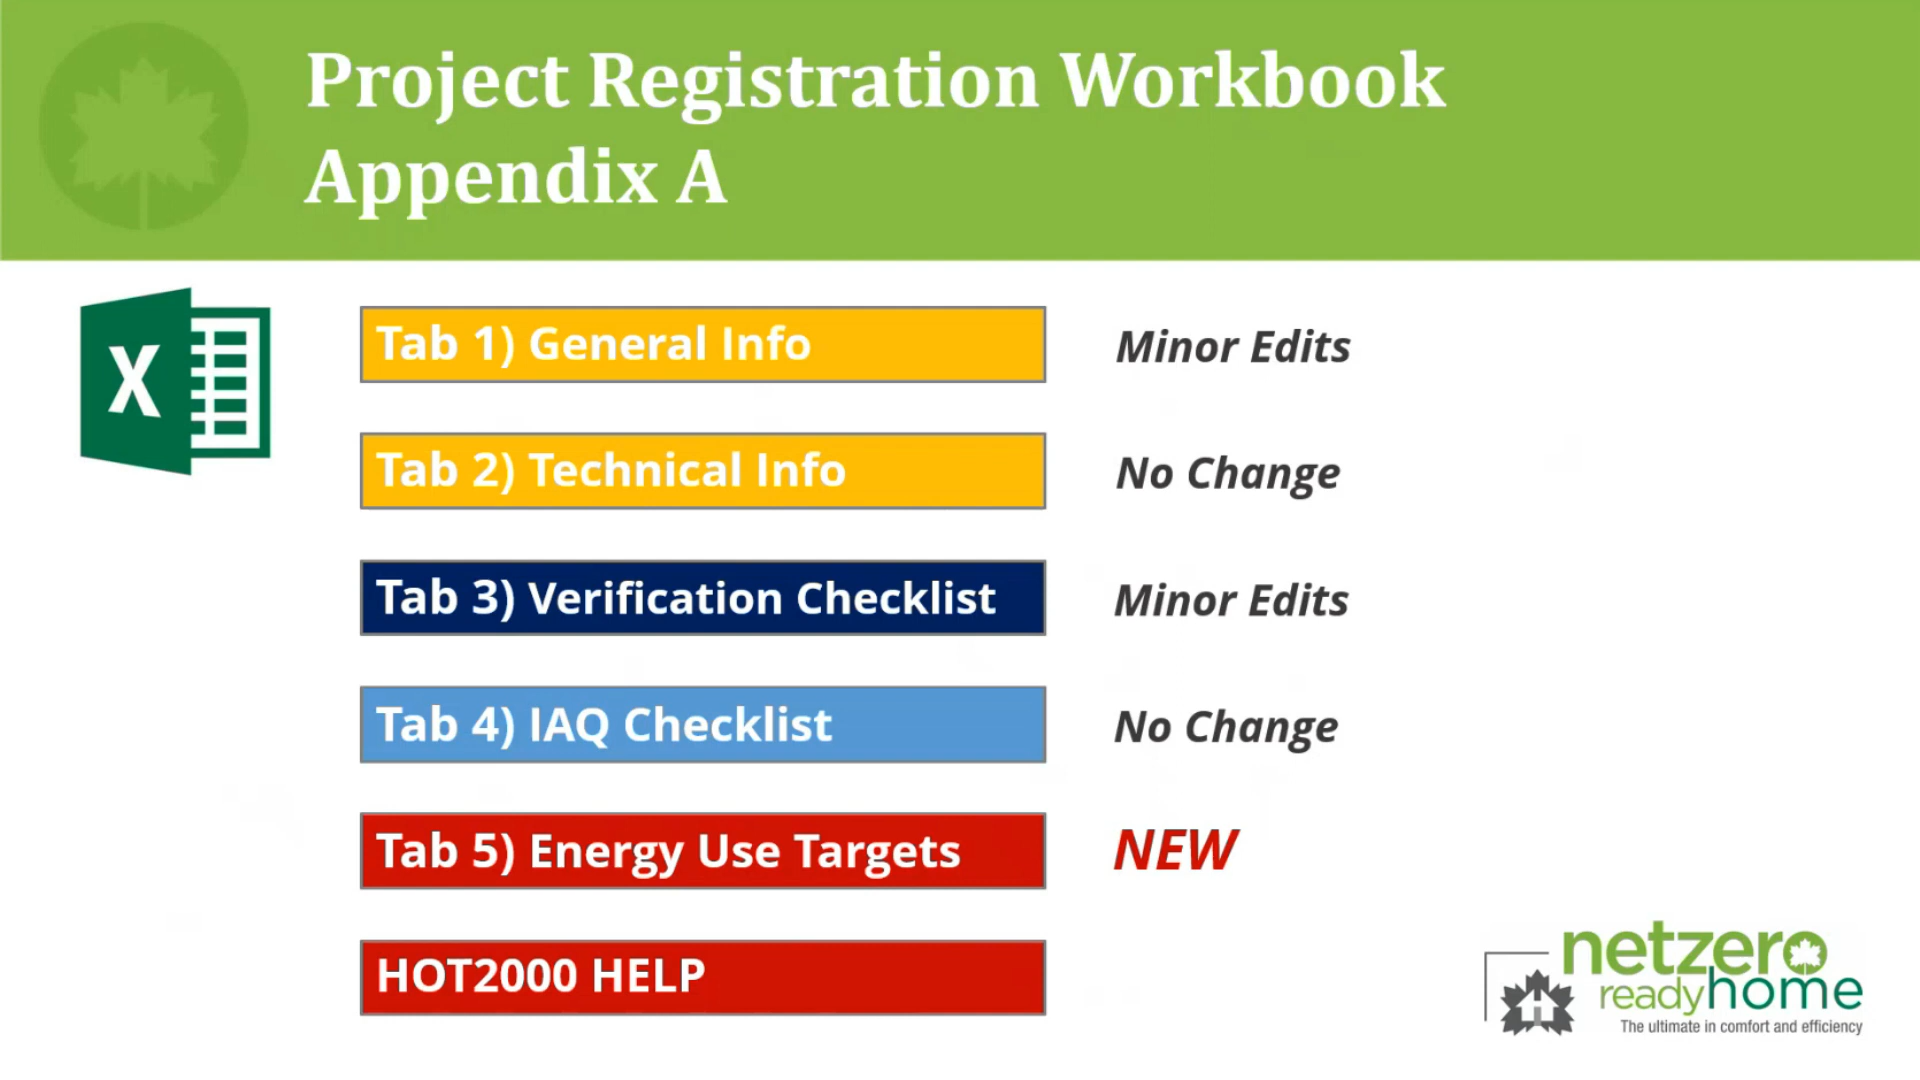 Project Registration Workbook
Appendix A
X
Tab 1) General Info
Minor Edits
Tab 2) Technical Info
No Change
Tab 3) Verification Checklist
Minor Edits
Tab 4) IAQ Checklist
No Change
Tab 5) Energy Use Targets
NEW
HOT2000 HELP
netzero
readyhome
The ultimate in comfort and efficiency